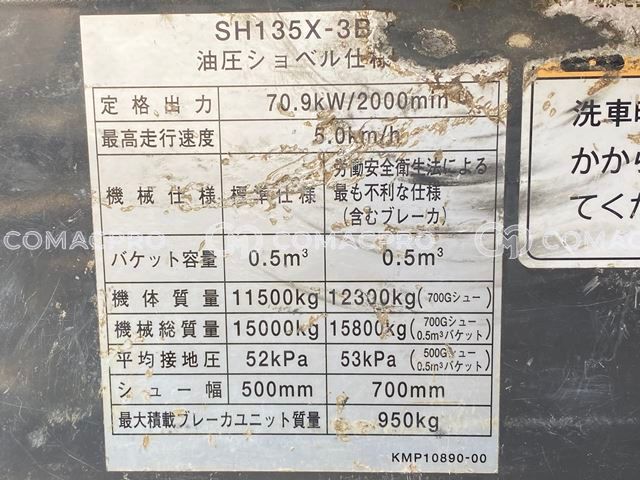 SH135X-3B
油圧ショベル仕様
定格出力 70.9kW/2000min
最高走行速度 5.0km/h
機械仕様 標準仕様 労働安全衛生法による
最も不利な仕様
(含むブレーカ)
バケット容量 0.5m³ 0.5m³
機体質量 11500kg 12300kg(700Gシュー)
機械総質量 15000kg 15800kg(700Gシュー
0.5m³バケット)
平均接地圧 52kPa 53kPa(500Gシュー
0.5m³バケット)
シュー幅 500mm 700mm
最大積載ブレーカユニット質量 950kg
KMP10890-00
洗車時
かから
てくだ
COMACPRO COMACPRO COMACPRO